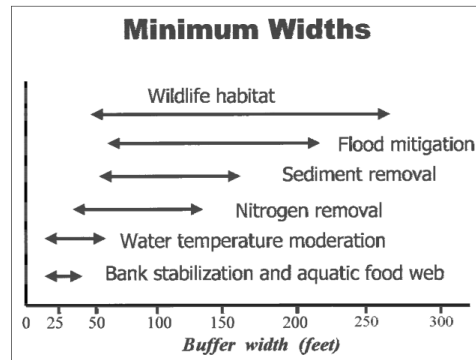 Minimum Widths
Wildlife habitat
Flood mitigation
Sediment removal
Nitrogen removal
Water temperature moderation
Bank stabilization and aquatic food web
0 25 50 100 150 200 250 300
Buffer width (feet)